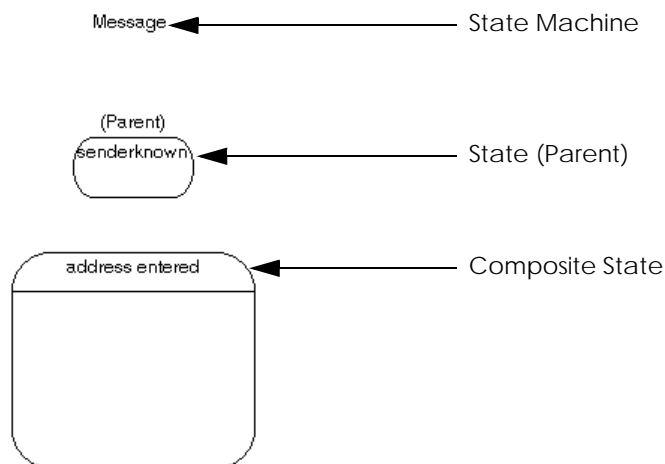 Message
State Machine
(Parent)
senderknown
State (Parent)
address entered
Composite State